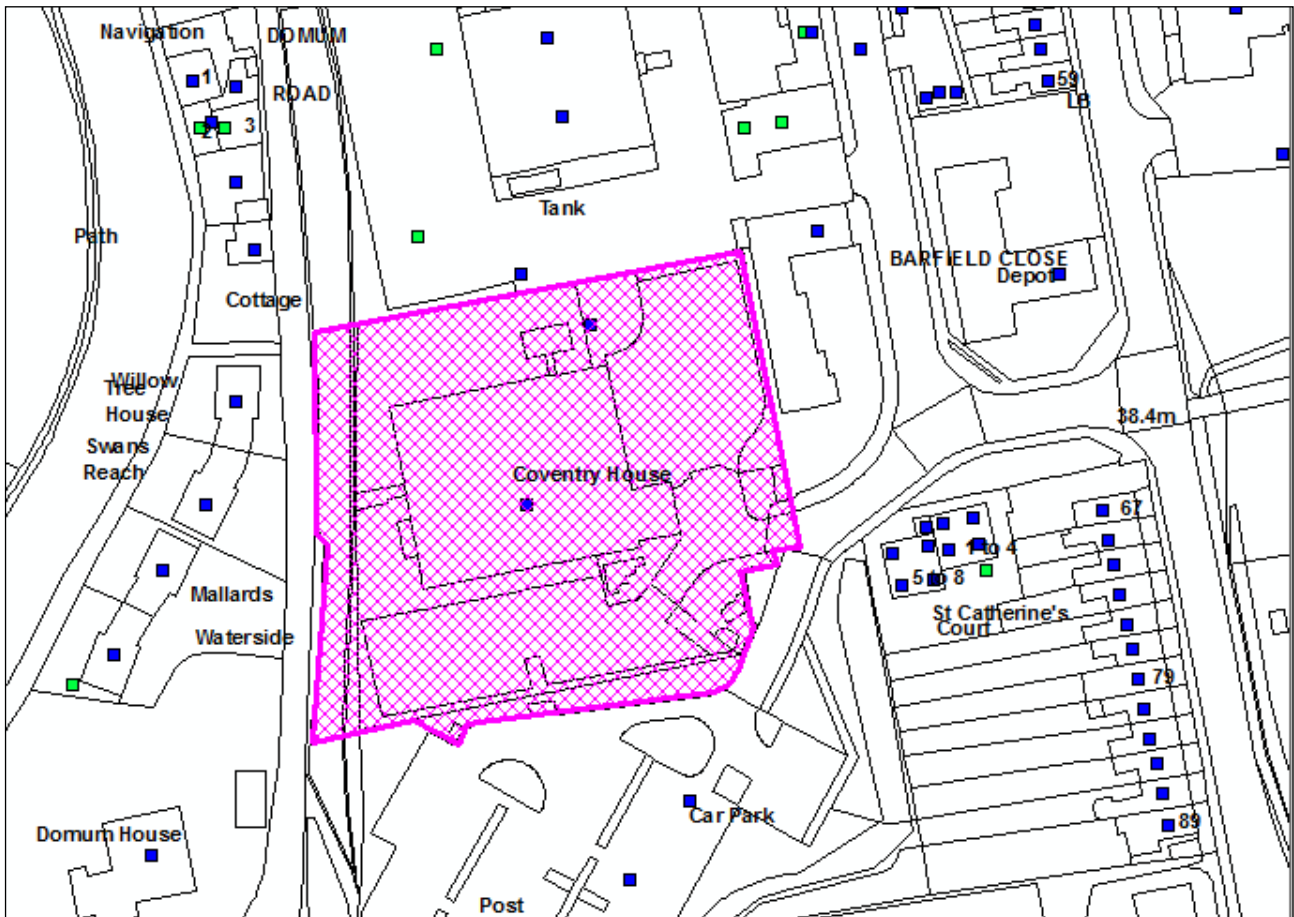 Navigation
DOMUM
ROAD
1
2
3
59
LB
Path
Tank
BARFIELD CLOSE
Depot
Cottage
Willow
Tree
House
38.4m
Swans
Reach
Coventry House
67
1 to 4
5 to 8
Mallards
St Catherine's
Court
Waterside
79
Car Park
89
Domum House
Post